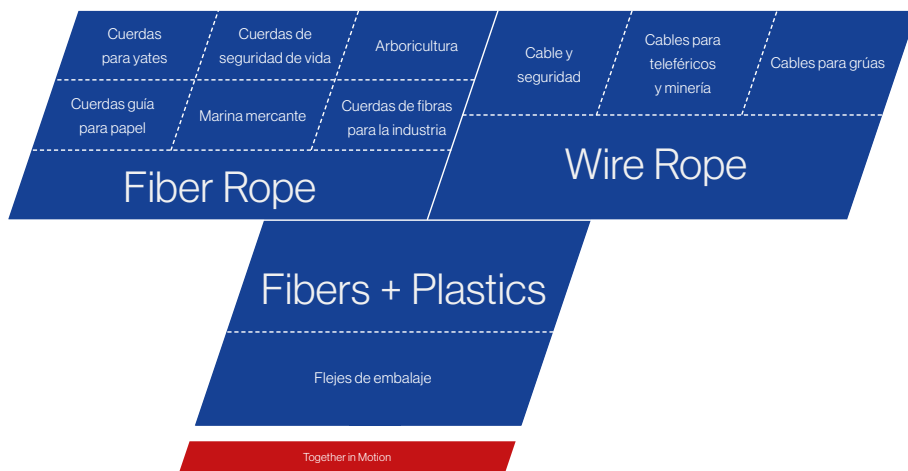 Cuerdas
para yates
Cuerdas de
seguridad de vida
Arboricultura
Cuerdas guía
para papel
Marina mercante
Cuerdas de fibras
para la industria
Fiber Rope
Cable y
seguridad
Cables para
teleféricos
y minería
Cables para grúas
Wire Rope
Fibers + Plastics
Flejes de embalaje
Together in Motion